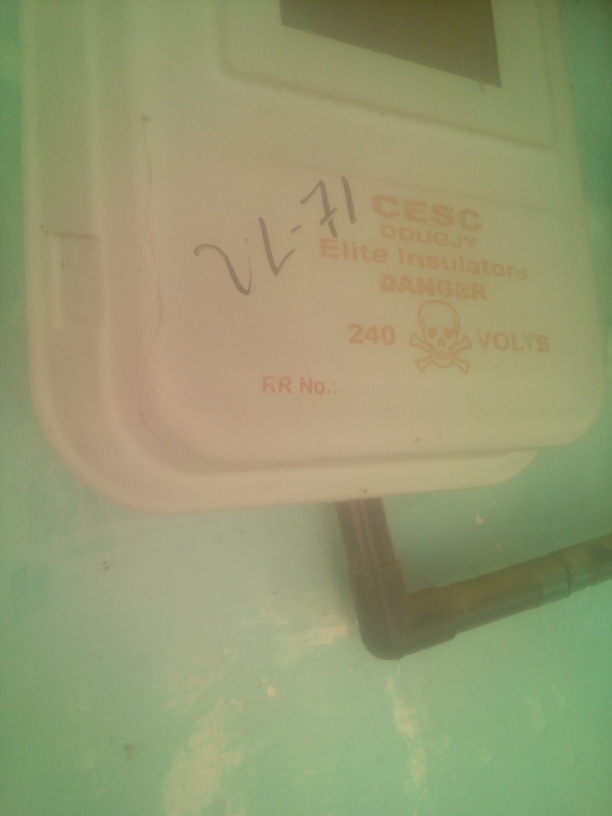 VL-71
CESC
DDUGJY
Elite Insulators
DANGER
240 VOLTS
RR No.: